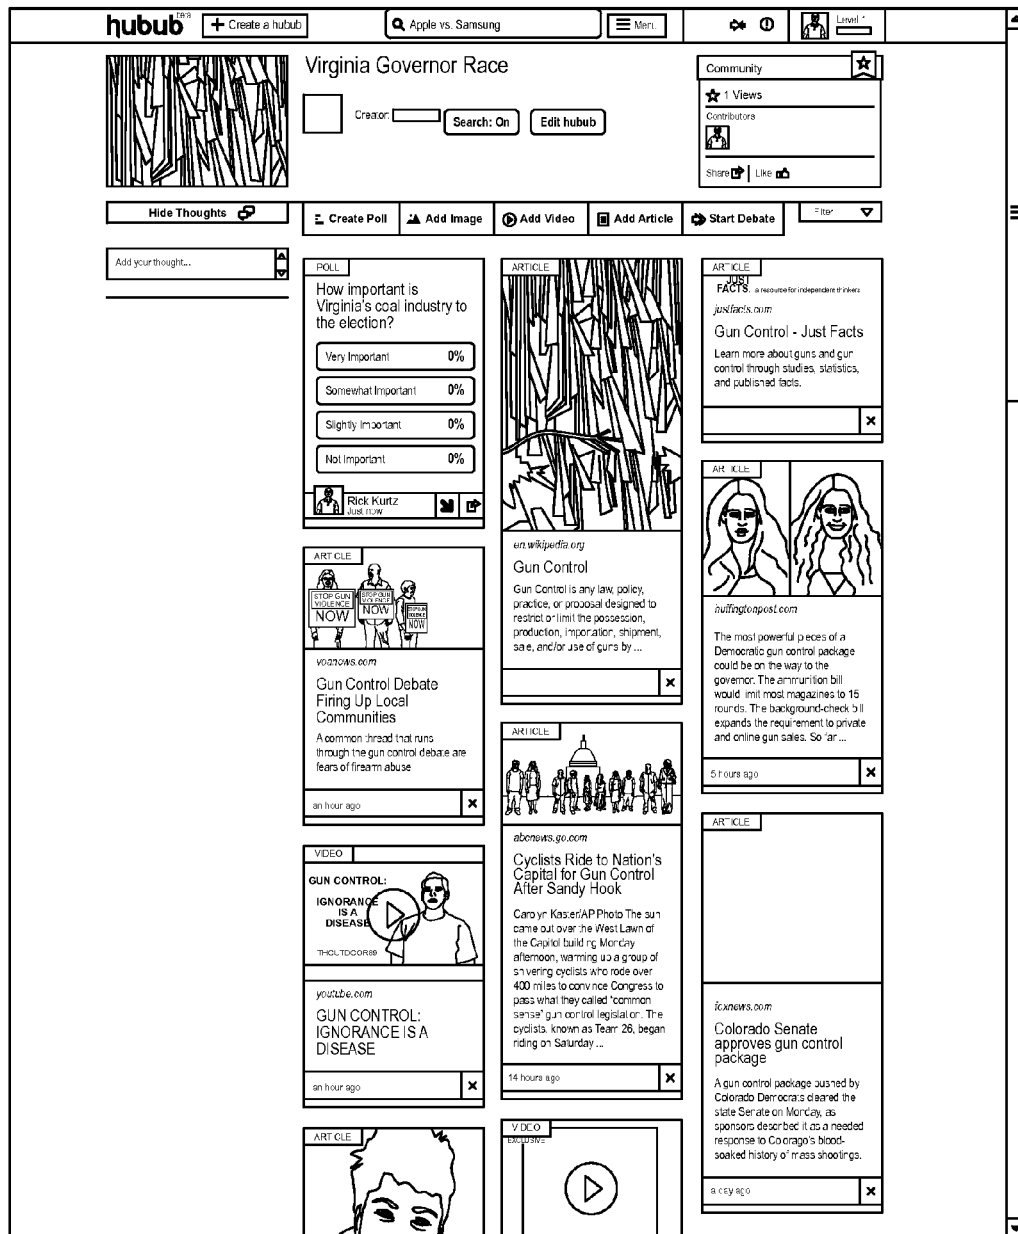 hubub beta
+ Create a hubub
Apple vs. Samsung
Menu
Level 1
Virginia Governor Race
Creator:
Search: On
Edit hubub
Community
1 Views
Contributors
Share
Like
Hide Thoughts
Create Poll
Add Image
Add Video
Add Article
Start Debate
Filter
Add your thought...
POLL
How important is
Virginia's coal industry to
the election?
Very Important 0%
Somewhat Important 0%
Slightly Important 0%
Not Important 0%
Rick Kurtz
Just now
ARTICLE
STOP GUN
VIOLENCE
NOW
STOP GUN
VIOLENCE
NOW
STOP GUN
VIOLENCE
NOW
voanews.com
Gun Control Debate
Firing Up Local
Communities
A common thread that runs
through the gun control debate are
fears of firearm abuse
an hour ago
VIDEO
GUN CONTROL:
IGNORANCE
IS A
DISEASE
youtube.com
GUN CONTROL:
IGNORANCE IS A
DISEASE
an hour ago
ARTICLE
ARTICLE
en.wikipedia.org
Gun Control
Gun Control is any law, policy,
practice, or proposal designed to
restrict or limit the possession,
production, importation, shipment,
sale, and/or use of guns by ...
ARTICLE
abcnews.go.com
Cyclists Ride to Nation's
Capital for Gun Control
After Sandy Hook
Carolyn Kaster/AP Photo The sun
came out over the West Lawn of
the Capitol building Monday
afternoon, warming up a group of
shivering cyclists who rode over
400 miles to convince Congress to
pass what they called "common
sense" gun control legislation. The
cyclists, known as Team 26, began
riding on Saturday ...
14 hours ago
VIDEO
EXCLUSIVE
ARTICLE
JUST
FACTS. a resource for independent thinkers
justfacts.com
Gun Control - Just Facts
Learn more about guns and gun
control through studies, statistics,
and published facts.
ARTICLE
huffingtonpost.com
The most powerful pieces of a
Democratic gun control package
could be on the way to the
governor. The ammunition bill
would limit most magazines to 15
rounds. The background-check bill
expands the requirement to private
and online gun sales. So far ...
5 hours ago
ARTICLE
foxnews.com
Colorado Senate
approves gun control
package
A gun control package pushed by
Colorado Democrats cleared the
state Senate on Monday, as
sponsors described it as a needed
response to Colorago's blood-
soaked history of mass shootings.
a day ago